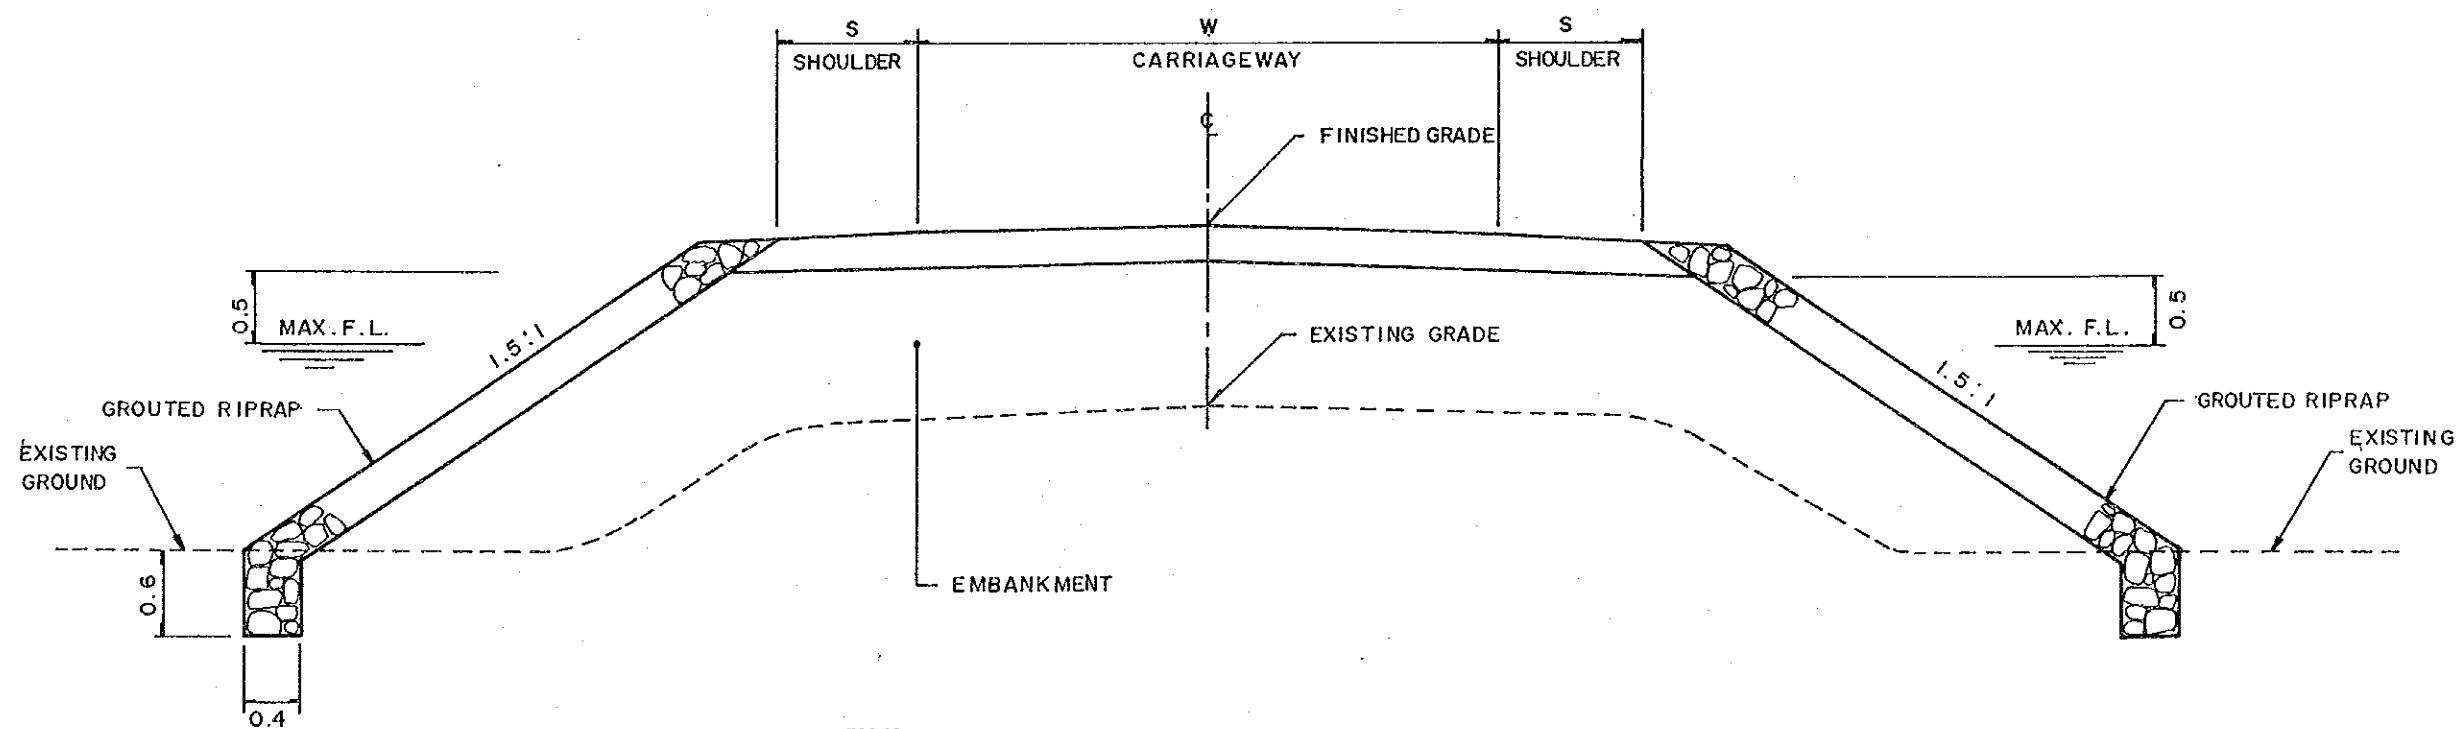 S W S
SHOULDER CARRIAGEWAY SHOULDER
℄
FINISHED GRADE
0.5
MAX. F.L.
1.5:1
EXISTING GRADE
MAX. F.L.
0.5
1.5:1
GROUTED RIPRAP
GROUTED RIPRAP
EXISTING
GROUND
EXISTING
GROUND
0.6
EMBANKMENT
0.4